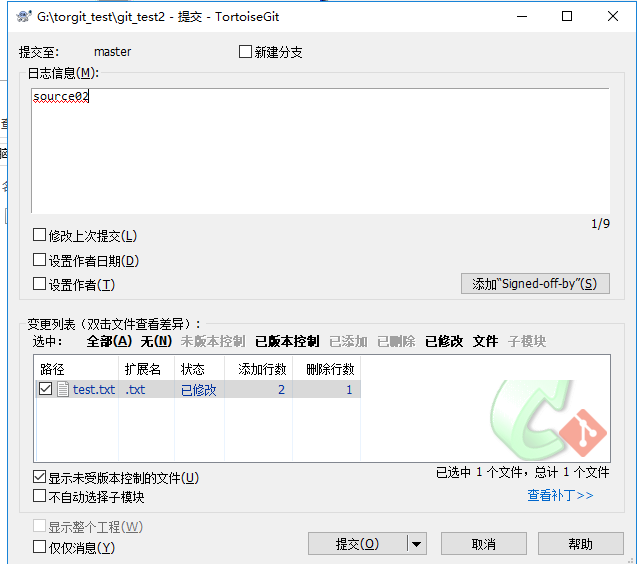 G:\torgit_test\git_test2 - 提交 - TortoiseGit
提交至: master 新建分支
日志信息(M):
source02
1/9
修改上次提交(L)
设置作者日期(D)
设置作者(T) 添加“Signed-off-by”(S)
变更列表（双击文件查看差异）:
选中: 全部(A) 无(N) 未版本控制 已版本控制 已添加 已删除 已修改 文件 子模块
路径 扩展名 状态 添加行数 删除行数
test.txt .txt 已修改 2 1
显示未受版本控制的文件(U) 已选中 1 个文件，总计 1 个文件
不自动选择子模块 查看补丁>>
显示整个工程(W)
仅仅消息(Y) 提交(O) 取消 帮助